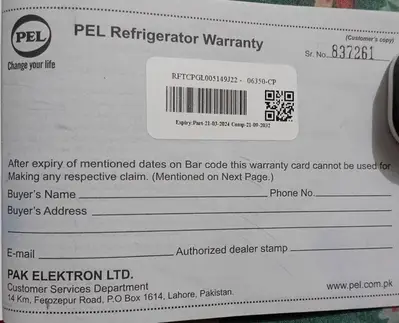 PEL
Change your life
PEL Refrigerator Warranty
(Customer's copy)
Sr. No. 837261
RFTCPGL005149J22 - 06350-CP
Expiry:Part 21-03-2024 Comp-21-09-2032
After expiry of mentioned dates on Bar code this warranty card cannot be used for
Making any respective claim. (Mentioned on Next Page.)
Buyer's Name Phone No.
Buyer's Address
E-mail Authorized dealer stamp
PAK ELEKTRON LTD.
Customer Services Department
14 Km, Ferozepur Road, P.O Box 1614, Lahore, Pakistan.
www.pel.com.pk